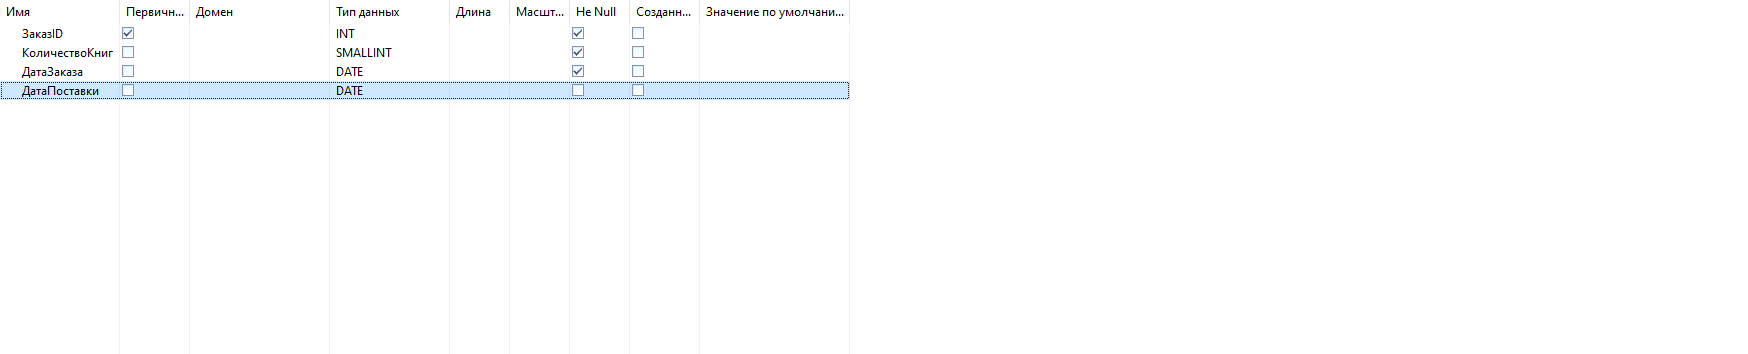 Имя Первичн... Домен Тип данных Длина Масшт... Не Null Созданн... Значение по умолчани...
ЗаказID INT
КоличествоКниг SMALLINT
ДатаЗаказа DATE
ДатаПоставки DATE